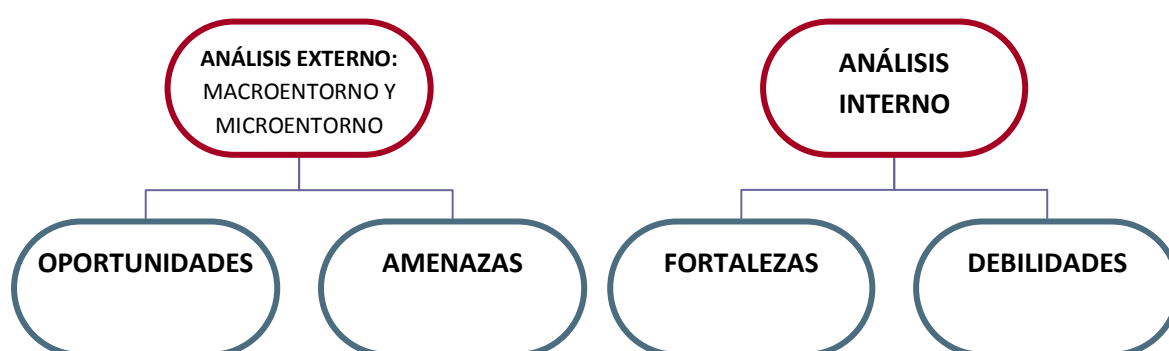 ANÁLISIS EXTERNO:
MACROENTORNO Y
MICROENTORNO
ANÁLISIS
INTERNO
OPORTUNIDADES
AMENAZAS
FORTALEZAS
DEBILIDADES